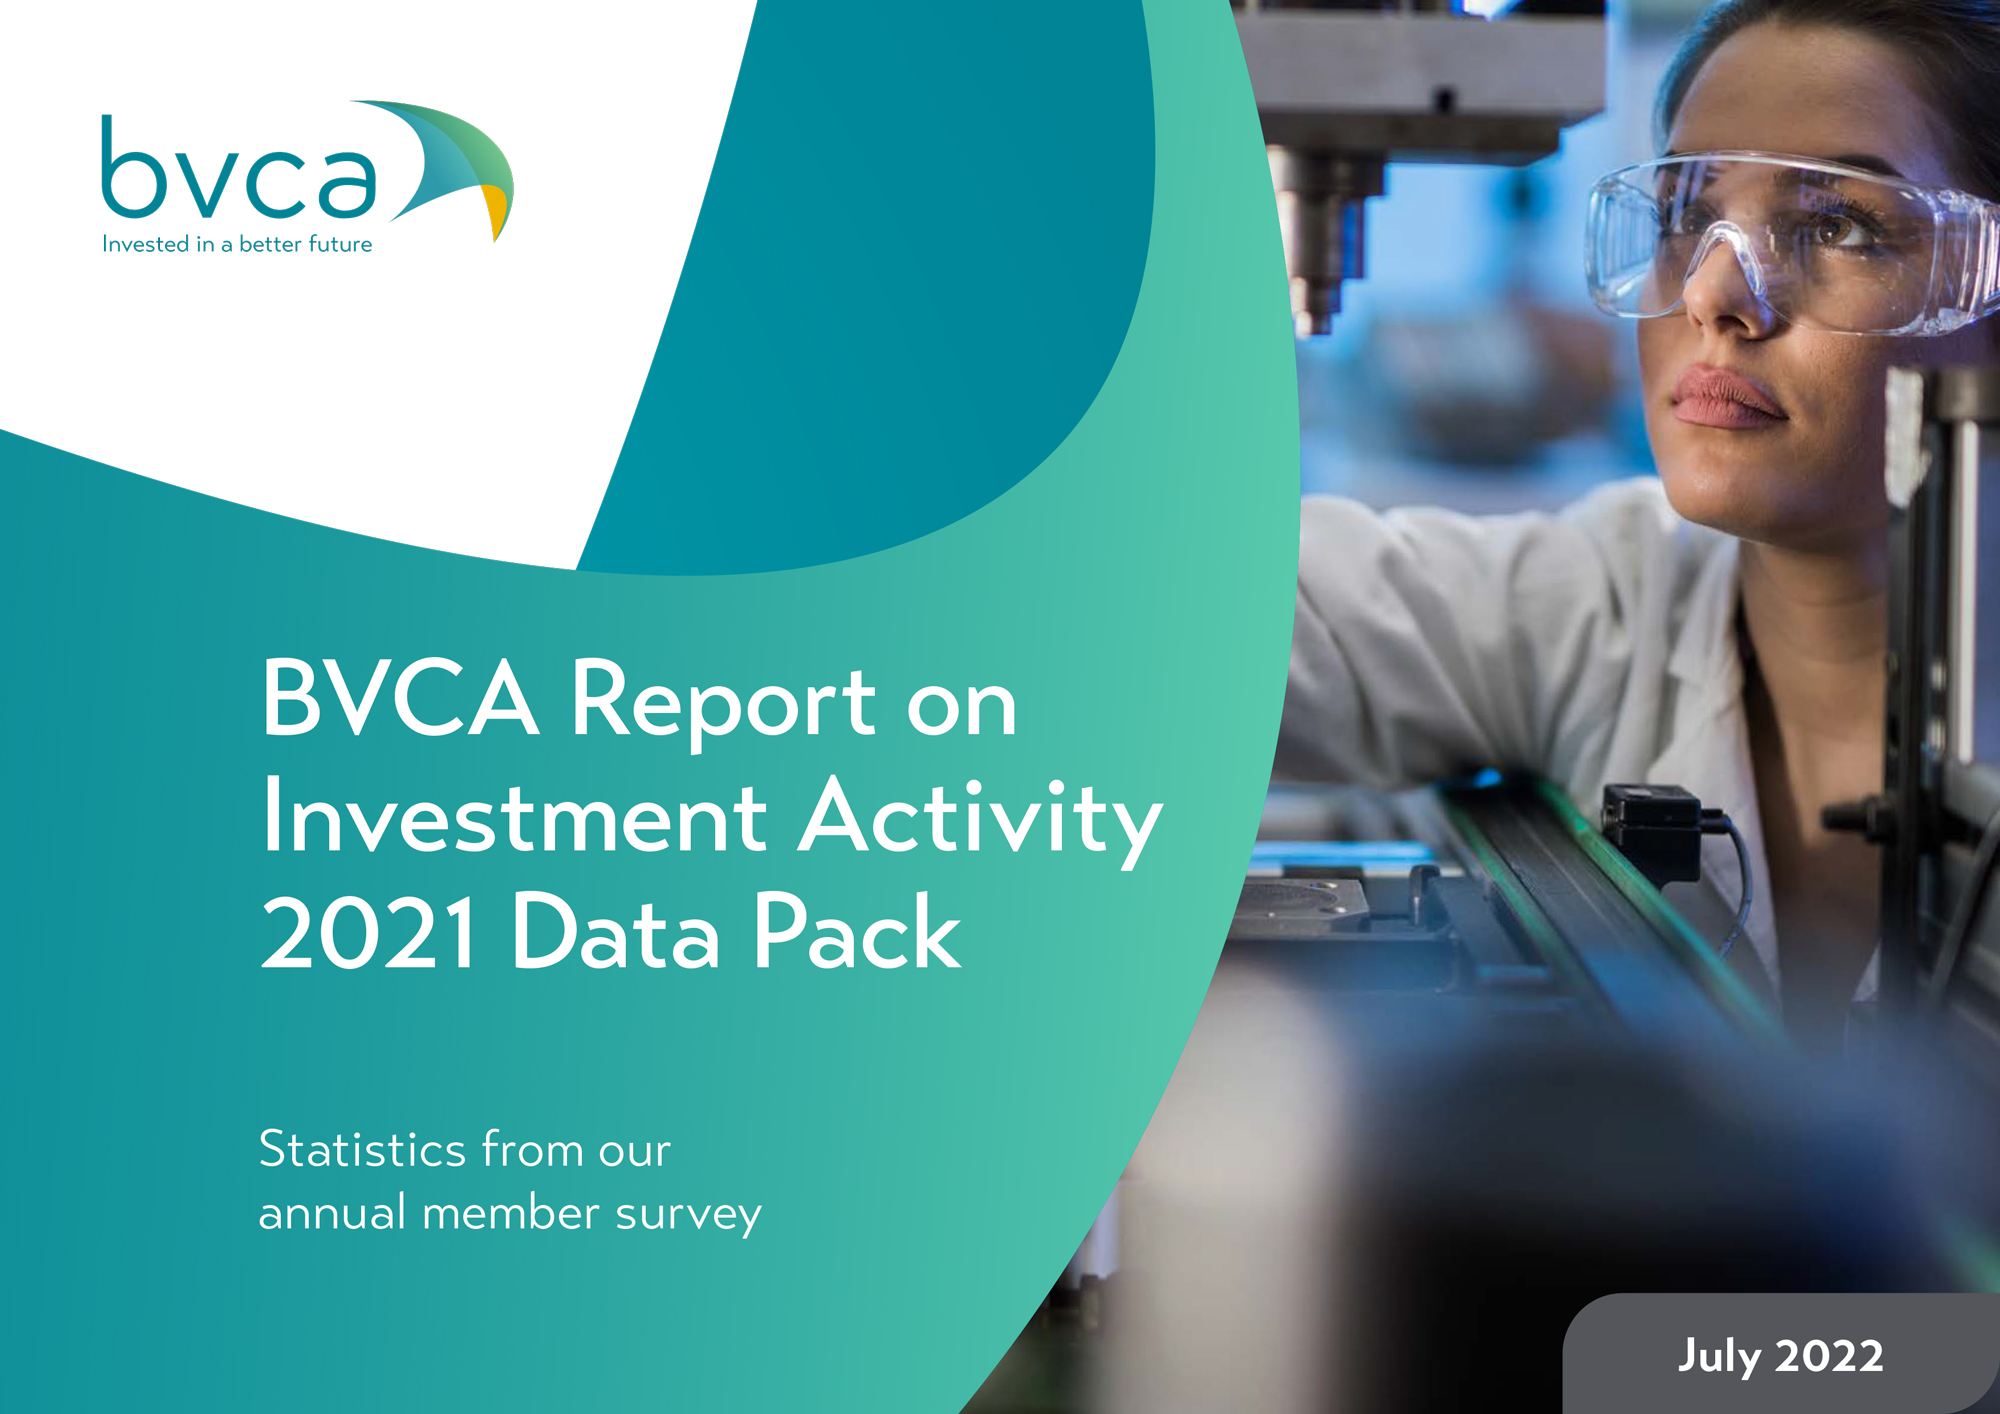 bvca
Invested in a better future
BVCA Report on
Investment Activity
2021 Data Pack
Statistics from our
annual member survey
July 2022